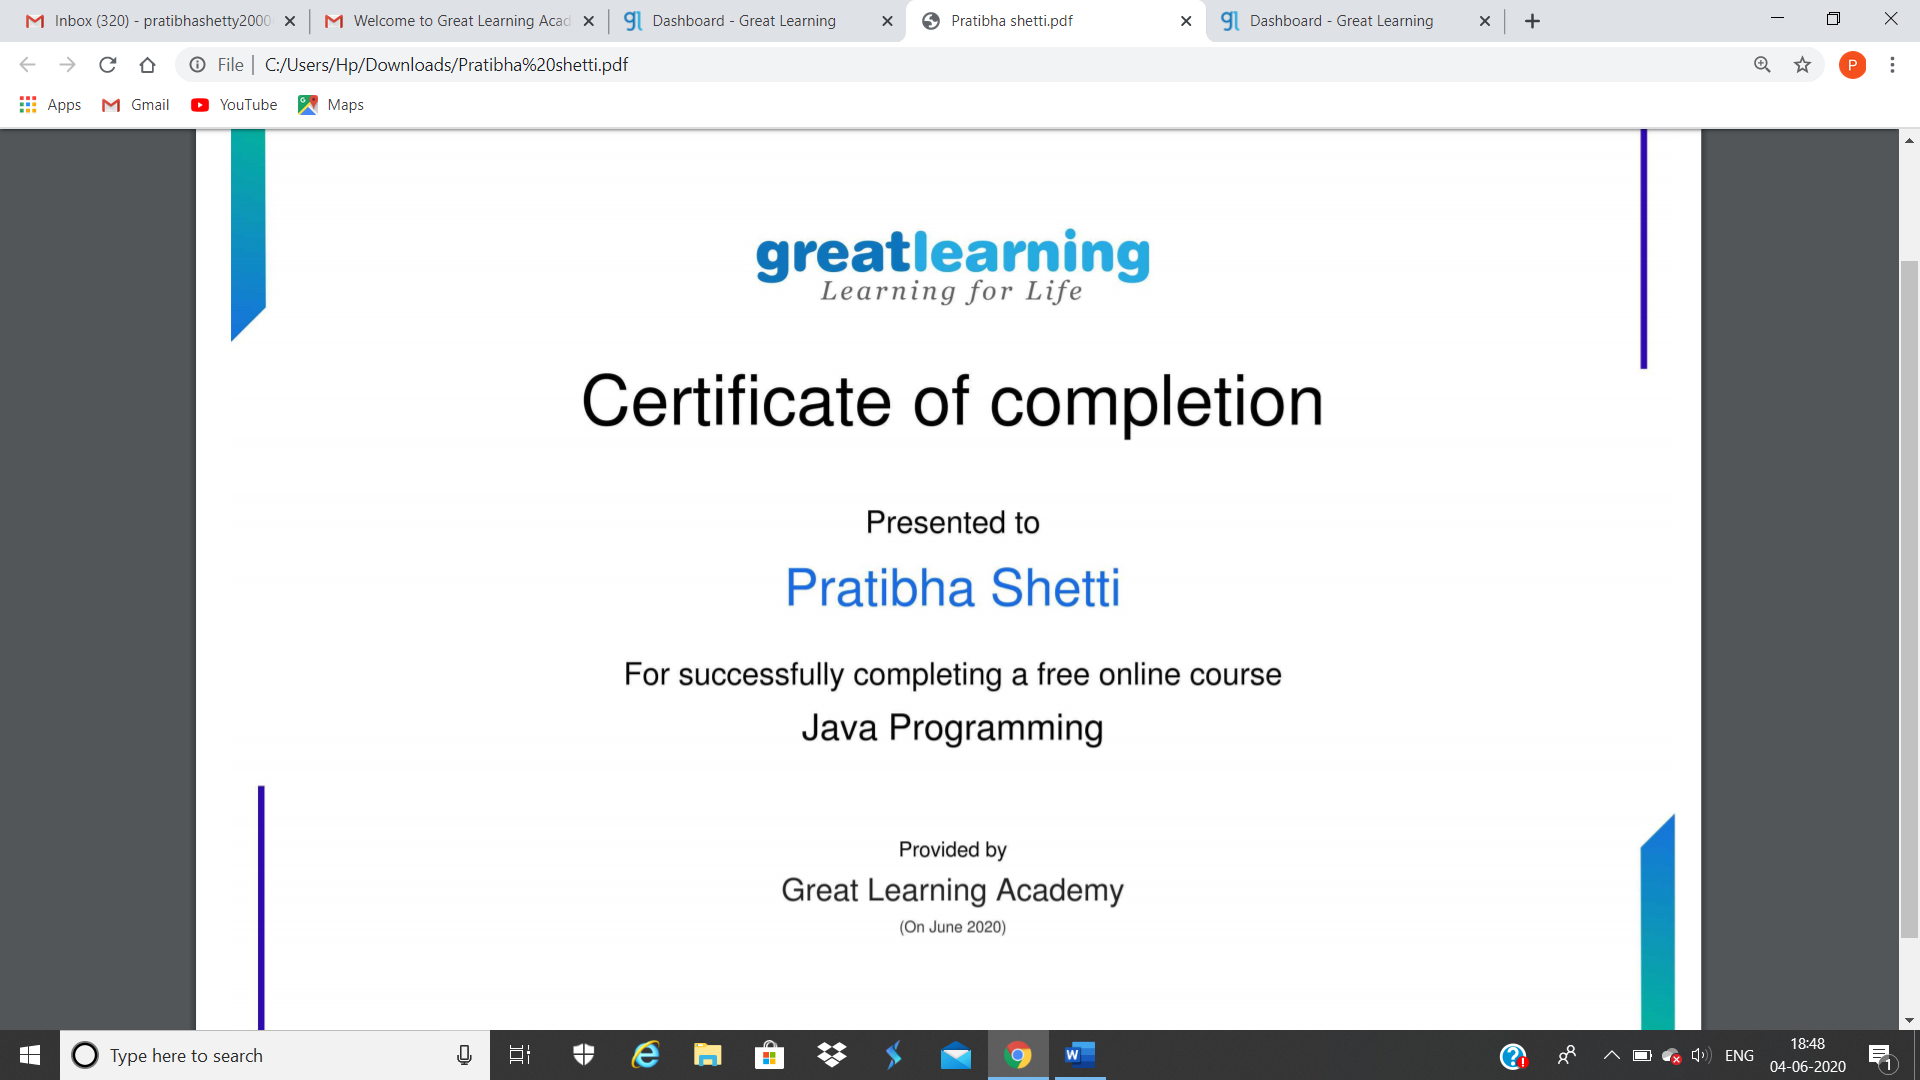 Inbox (320) - pratibhashetty2000
Welcome to Great Learning Acad
gl Dashboard - Great Learning
Pratibha shetti.pdf
gl Dashboard - Great Learning
File | C:/Users/Hp/Downloads/Pratibha%20shetti.pdf
P
Apps Gmail YouTube Maps
greatlearning
Learning for Life
Certificate of completion
Presented to
Pratibha Shetti
For successfully completing a free online course
Java Programming
Provided by
Great Learning Academy
(On June 2020)
Type here to search
ENG
18:48
04-06-2020
1